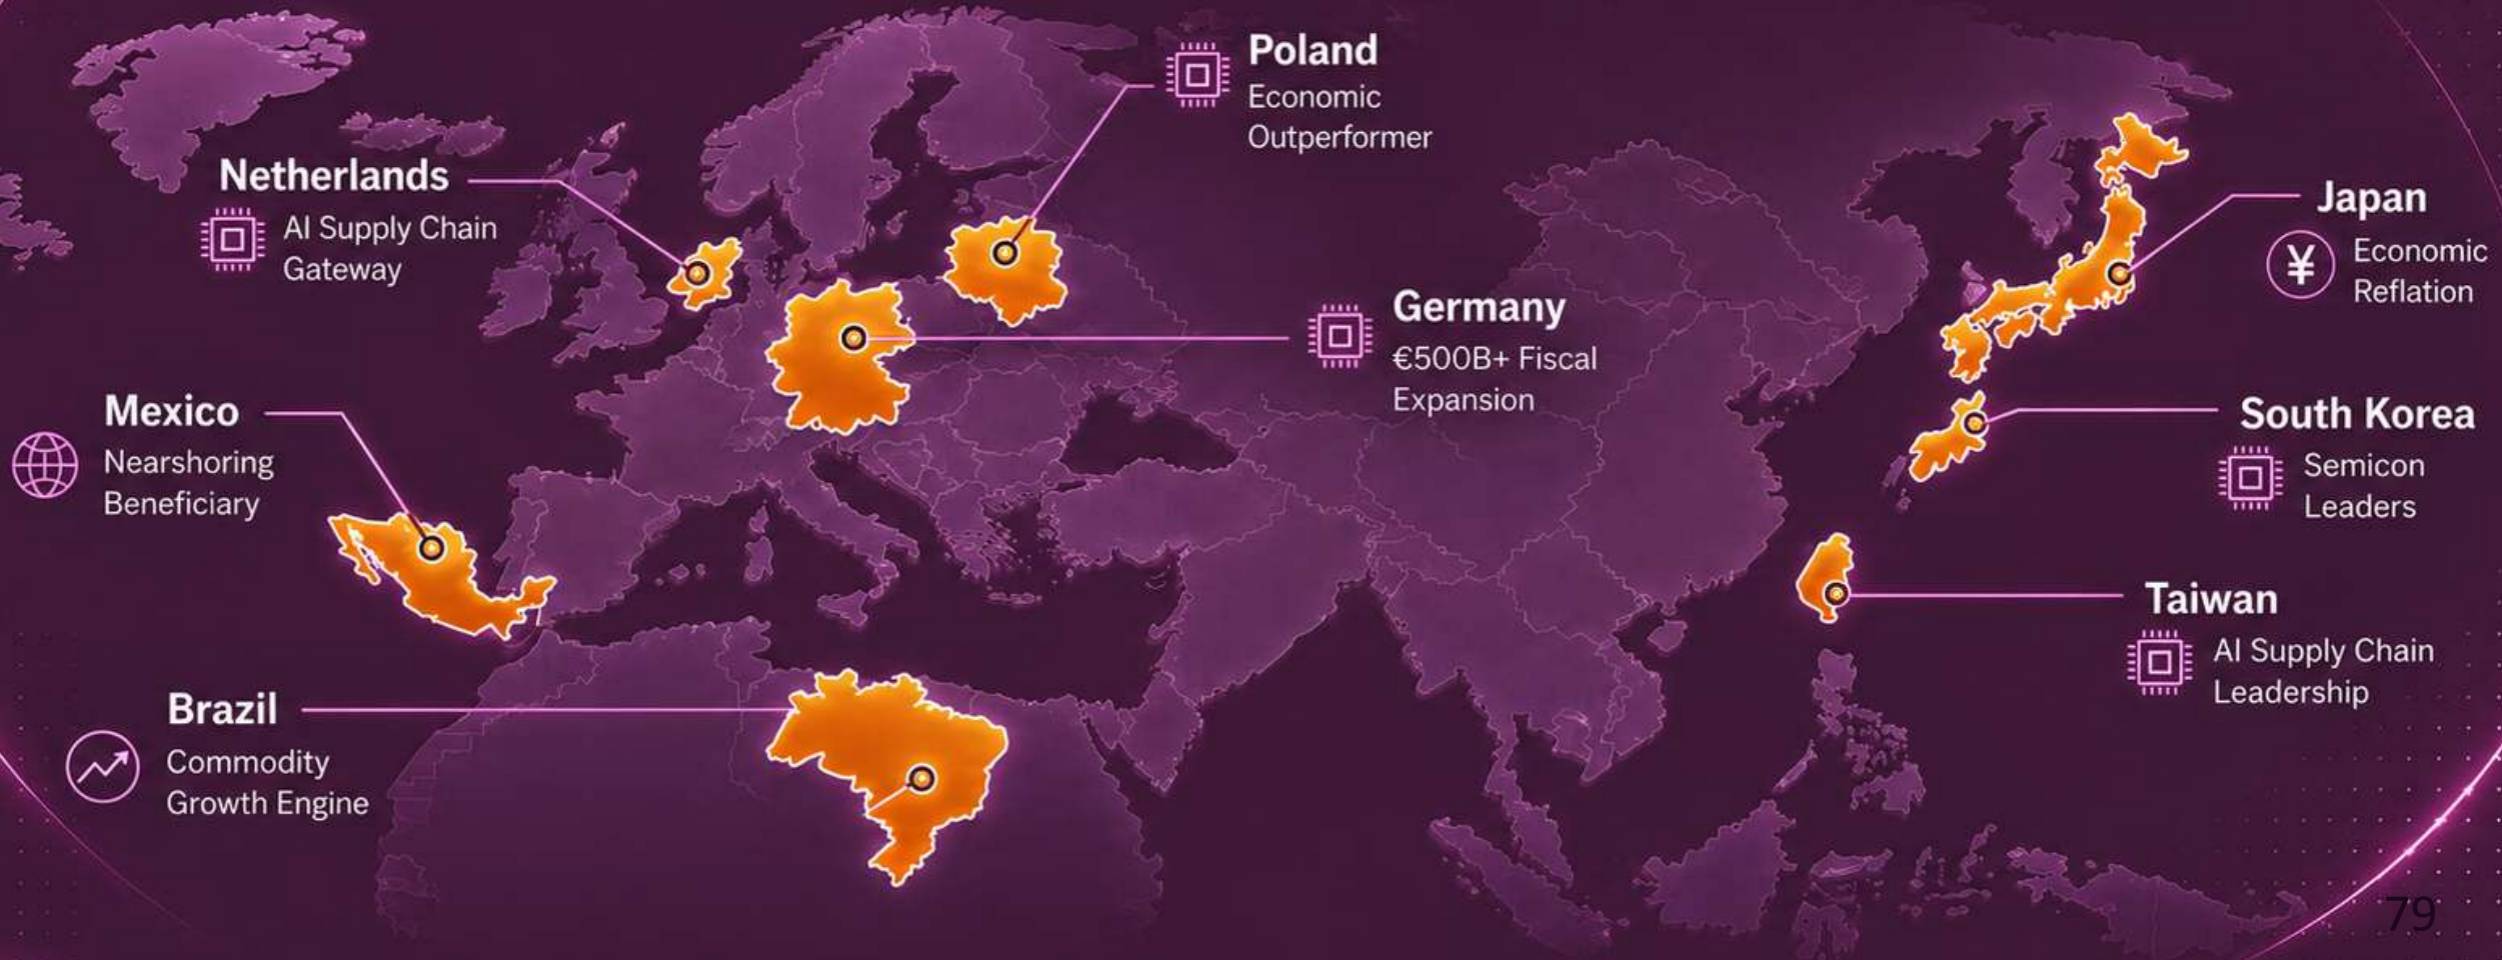 Poland
Economic
Outperformer
Netherlands
AI Supply Chain
Gateway
Japan
¥
Economic
Reflation
Germany
€500B+ Fiscal
Expansion
Mexico
Nearshoring
Beneficiary
South Korea
Semicon
Leaders
Taiwan
AI Supply Chain
Leadership
Brazil
Commodity
Growth Engine
79